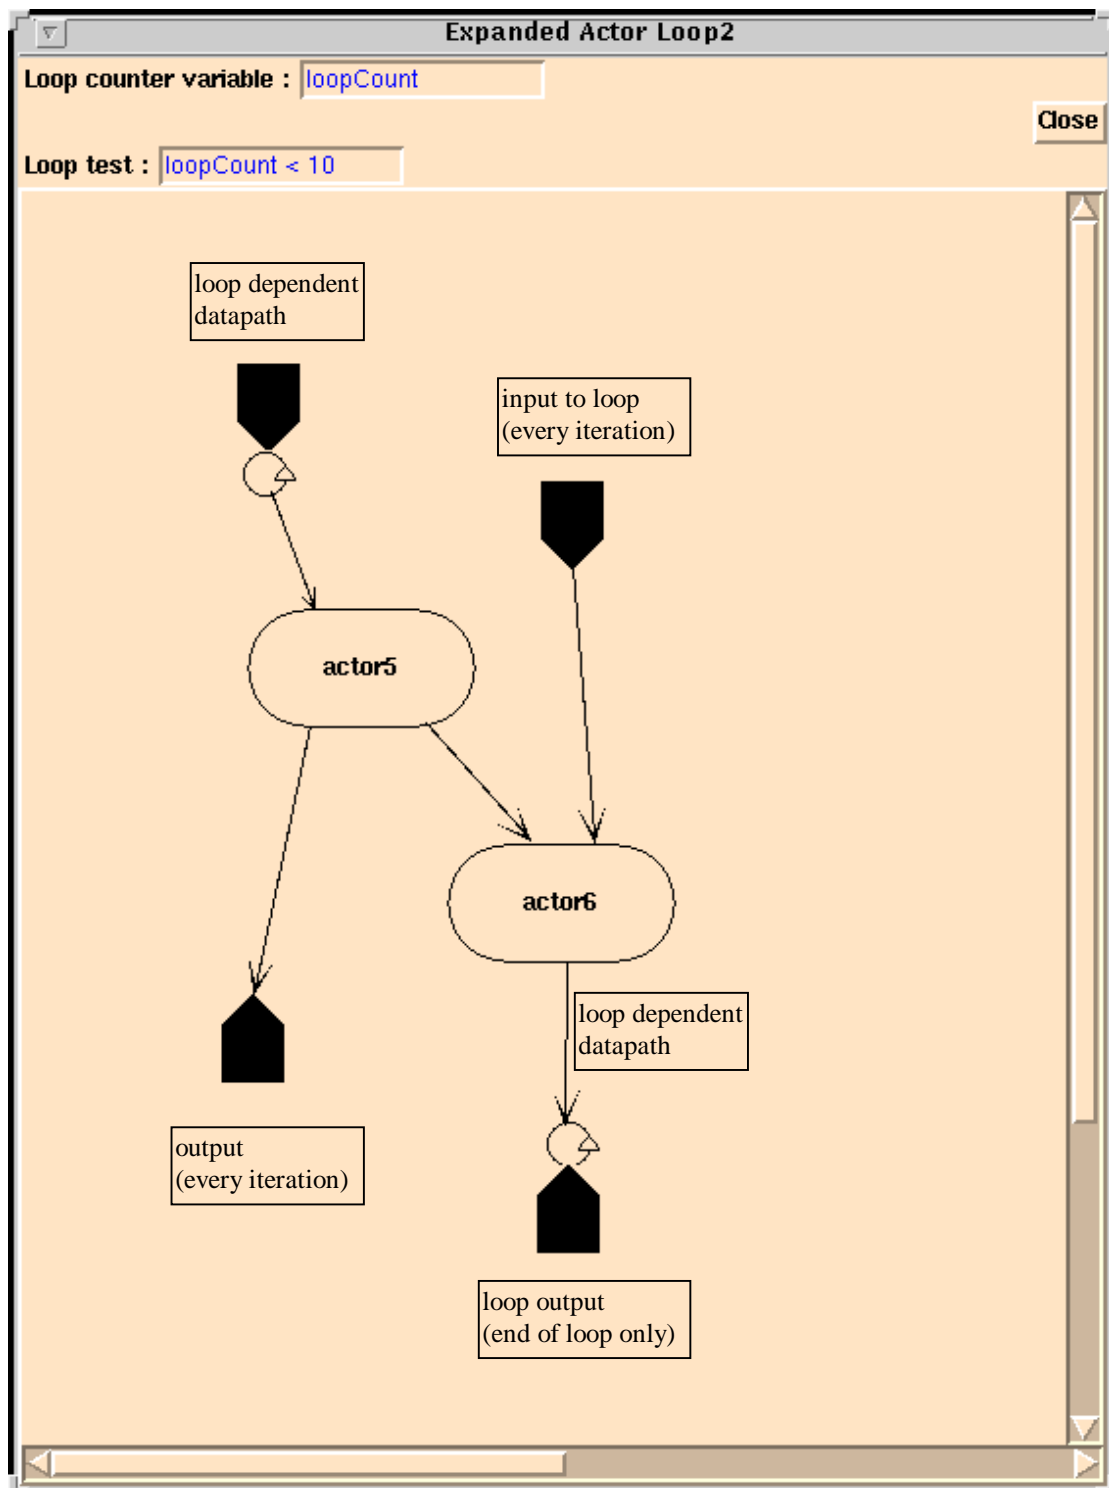 Expanded Actor Loop2
Loop counter variable : loopCount
Close
Loop test : loopCount < 10
loop dependent
datapath
input to loop
(every iteration)
actor5
actor6
loop dependent
datapath
output
(every iteration)
loop output
(end of loop only)